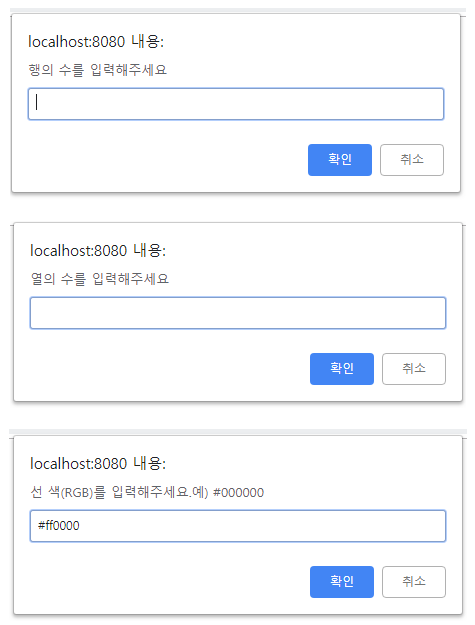 localhost:8080 내용:
행의 수를 입력해주세요
확인 취소
localhost:8080 내용:
열의 수를 입력해주세요
확인 취소
localhost:8080 내용:
선 색(RGB)를 입력해주세요.예) #000000
#ff0000
확인 취소